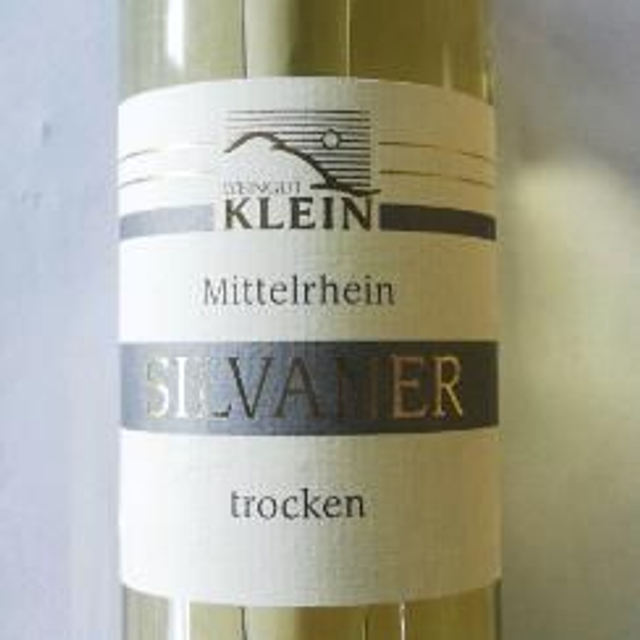 WEINGUT
KLEIN
Mittelrhein
SILVANER
trocken